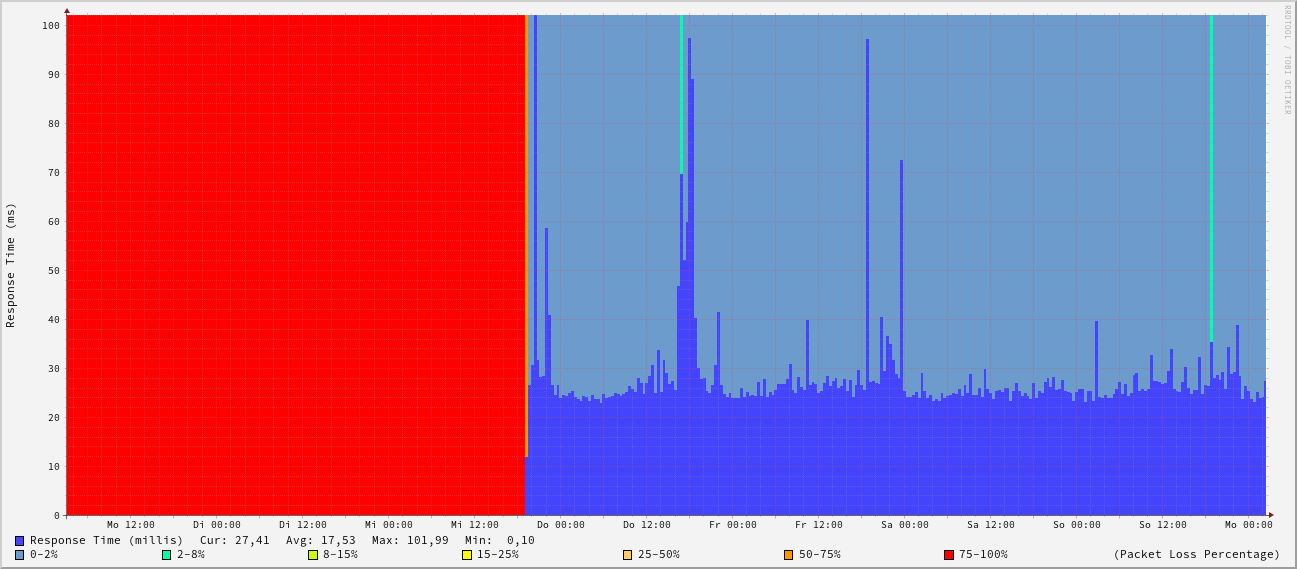 RRDTOOL / TOBI OETIKER
Response Time (ms)
100
90
80
70
60
50
40
30
20
10
0
Mo 12:00 Di 00:00 Di 12:00 Mi 00:00 Mi 12:00 Do 00:00 Do 12:00 Fr 00:00 Fr 12:00 Sa 00:00 Sa 12:00 So 00:00 So 12:00 Mo 00:00
Response Time (millis) Cur: 27,41 Avg: 17,53 Max: 101,99 Min: 0,10
0-2% 2-8% 8-15% 15-25% 25-50% 50-75% 75-100% (Packet Loss Percentage)